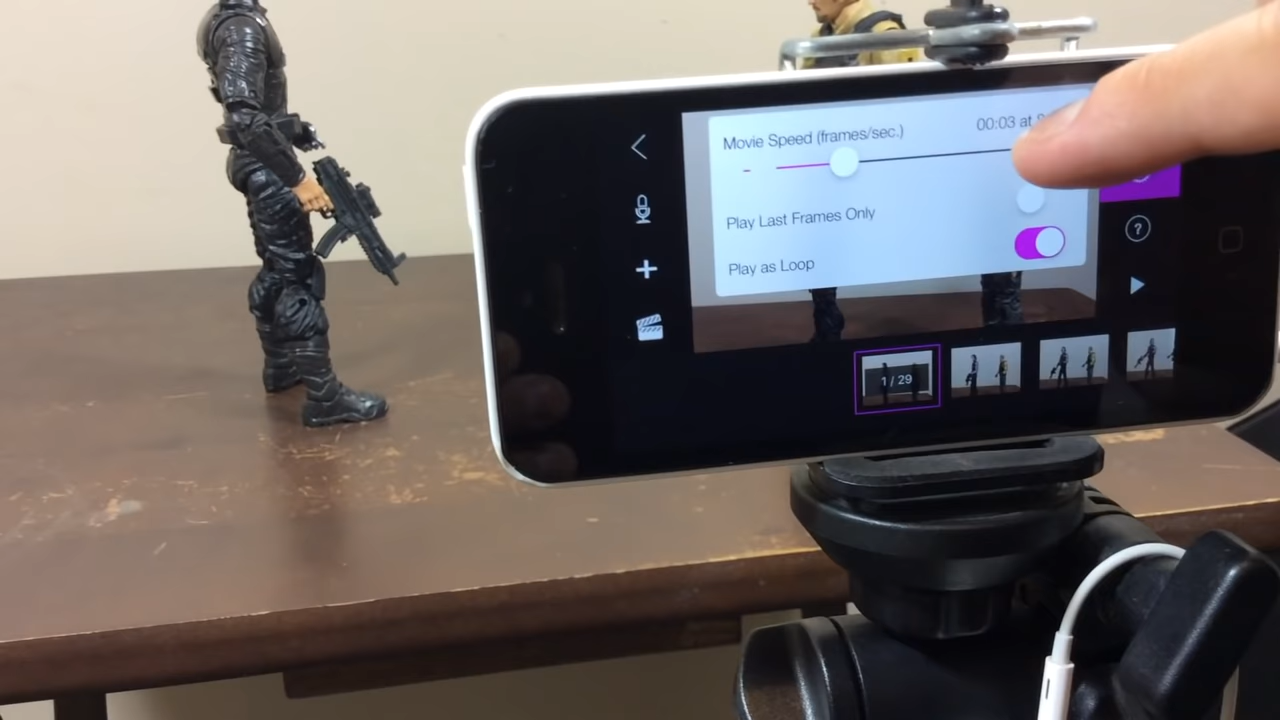 Movie Speed (frames/sec.)
00:03 at
Play Last Frames Only
Play as Loop
?
1 / 29